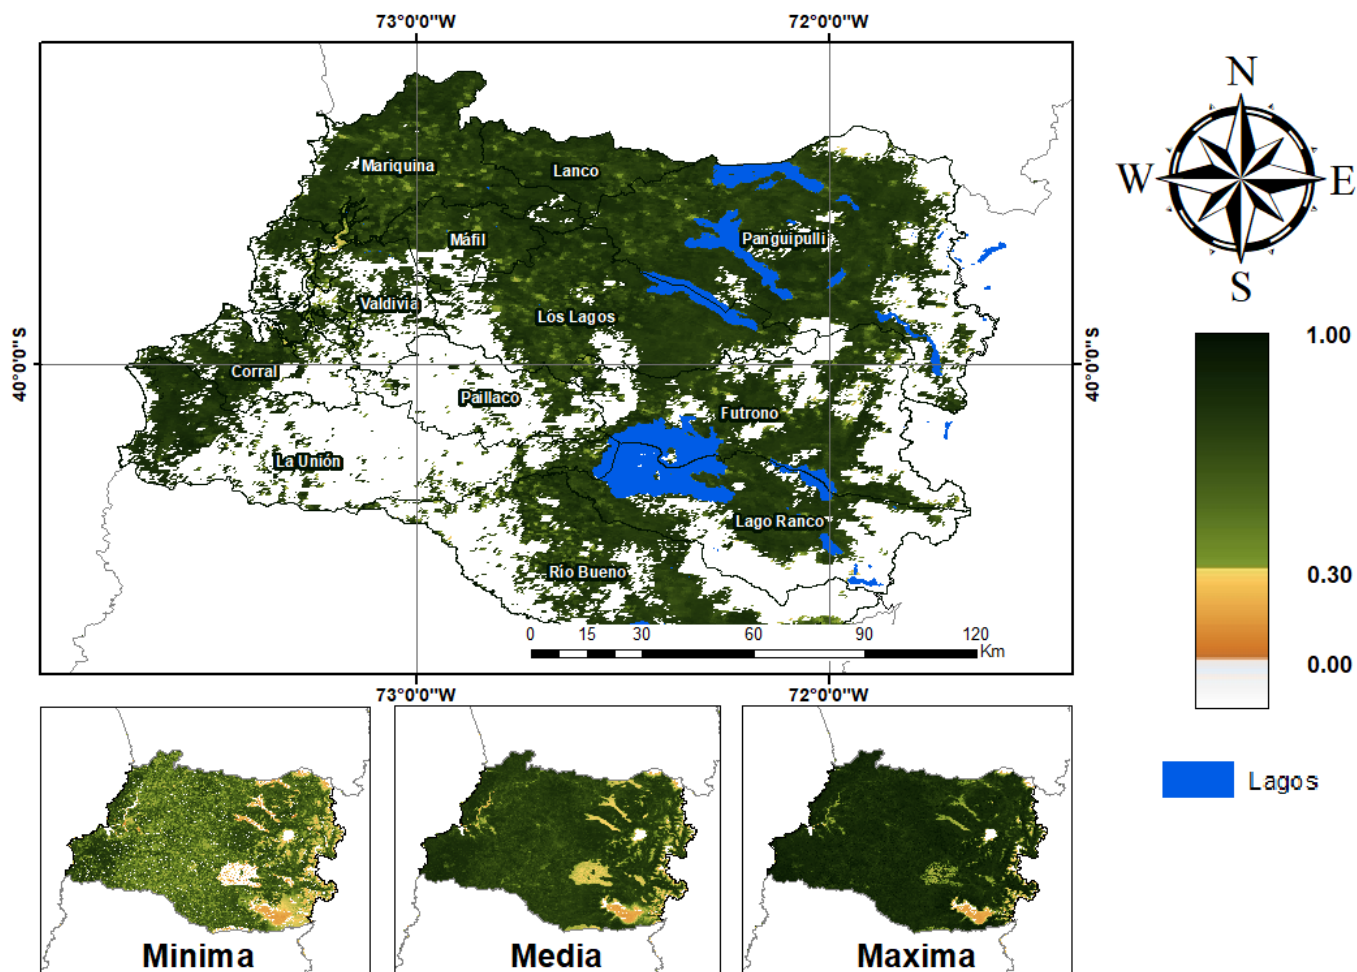 73°0'0"W
72°0'0"W
N
W
E
S
Mariquina
Lanco
Máfil
Panguipulli
Valdivia
Los Lagos
40°0'0"S
40°0'0"S
1.00
Corral
Paillaco
Futrono
La Unión
Lago Ranco
Río Bueno
0.30
0.00
0
15
30
60
90
120
Km
73°0'0"W
72°0'0"W
Lagos
Minima
Media
Maxima